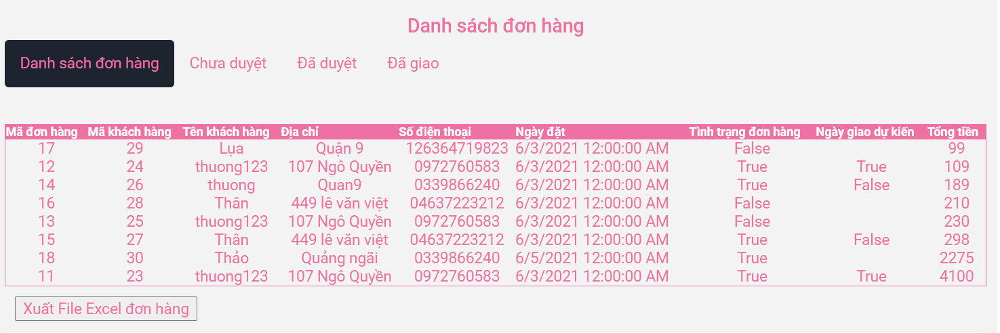 Danh sách đơn hàng
Danh sách đơn hàng Chưa duyệt Đã duyệt Đã giao
Mã đơn hàng Mã khách hàng Tên khách hàng Địa chỉ Số điện thoại Ngày đặt Tình trạng đơn hàng Ngày giao dự kiến Tổng tiền
17 29 Lụa Quận 9 126364719823 6/3/2021 12:00:00 AM False 99
12 24 thuong123 107 Ngô Quyền 0972760583 6/3/2021 12:00:00 AM True True 109
14 26 thuong Quan9 0339866240 6/3/2021 12:00:00 AM True False 189
16 28 Thân 449 lê văn việt 04637223212 6/3/2021 12:00:00 AM False 210
13 25 thuong123 107 Ngô Quyền 0972760583 6/3/2021 12:00:00 AM False 230
15 27 Thân 449 lê văn việt 04637223212 6/3/2021 12:00:00 AM True False 298
18 30 Thảo Quảng ngãi 0339866240 6/5/2021 12:00:00 AM True 2275
11 23 thuong123 107 Ngô Quyền 0972760583 6/3/2021 12:00:00 AM True True 4100
Xuất File Excel đơn hàng